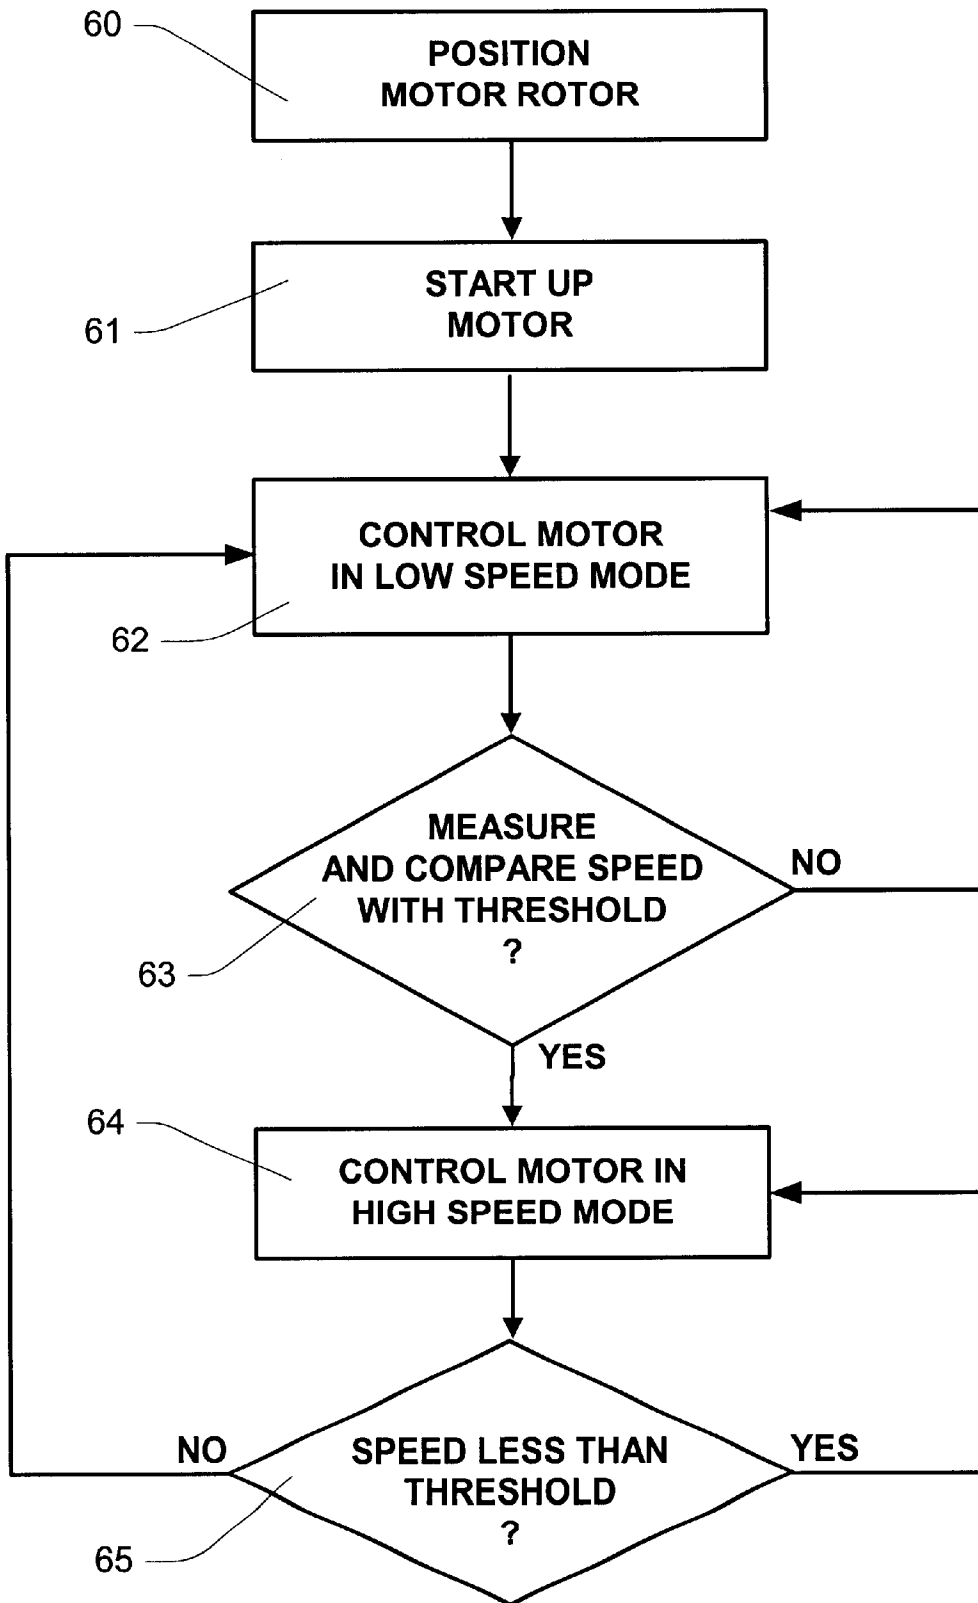 60
POSITION
MOTOR ROTOR
61
START UP
MOTOR
62
CONTROL MOTOR
IN LOW SPEED MODE
63
MEASURE
AND COMPARE SPEED
WITH THRESHOLD
?
NO
YES
64
CONTROL MOTOR IN
HIGH SPEED MODE
NO
SPEED LESS THAN
THRESHOLD
?
YES
65